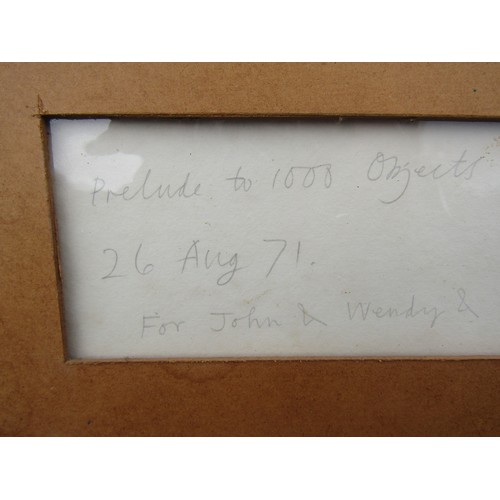 Prelude to 1000 Objects
26 Aug 71.
For John & Wendy &